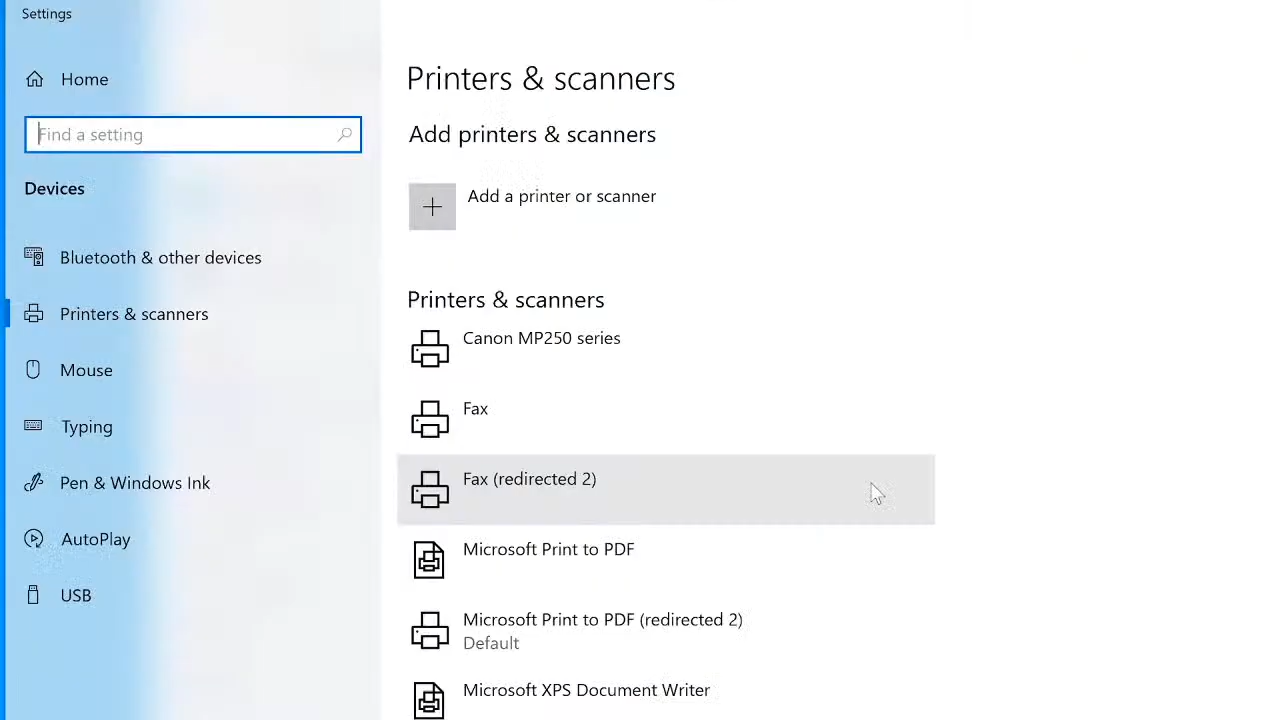 Settings
Home
Find a setting
Devices
Bluetooth & other devices
Printers & scanners
Mouse
Typing
Pen & Windows Ink
AutoPlay
USB
Printers & scanners
Add printers & scanners
Add a printer or scanner
Printers & scanners
Canon MP250 series
Fax
Fax (redirected 2)
Microsoft Print to PDF
Microsoft Print to PDF (redirected 2)
Default
Microsoft XPS Document Writer